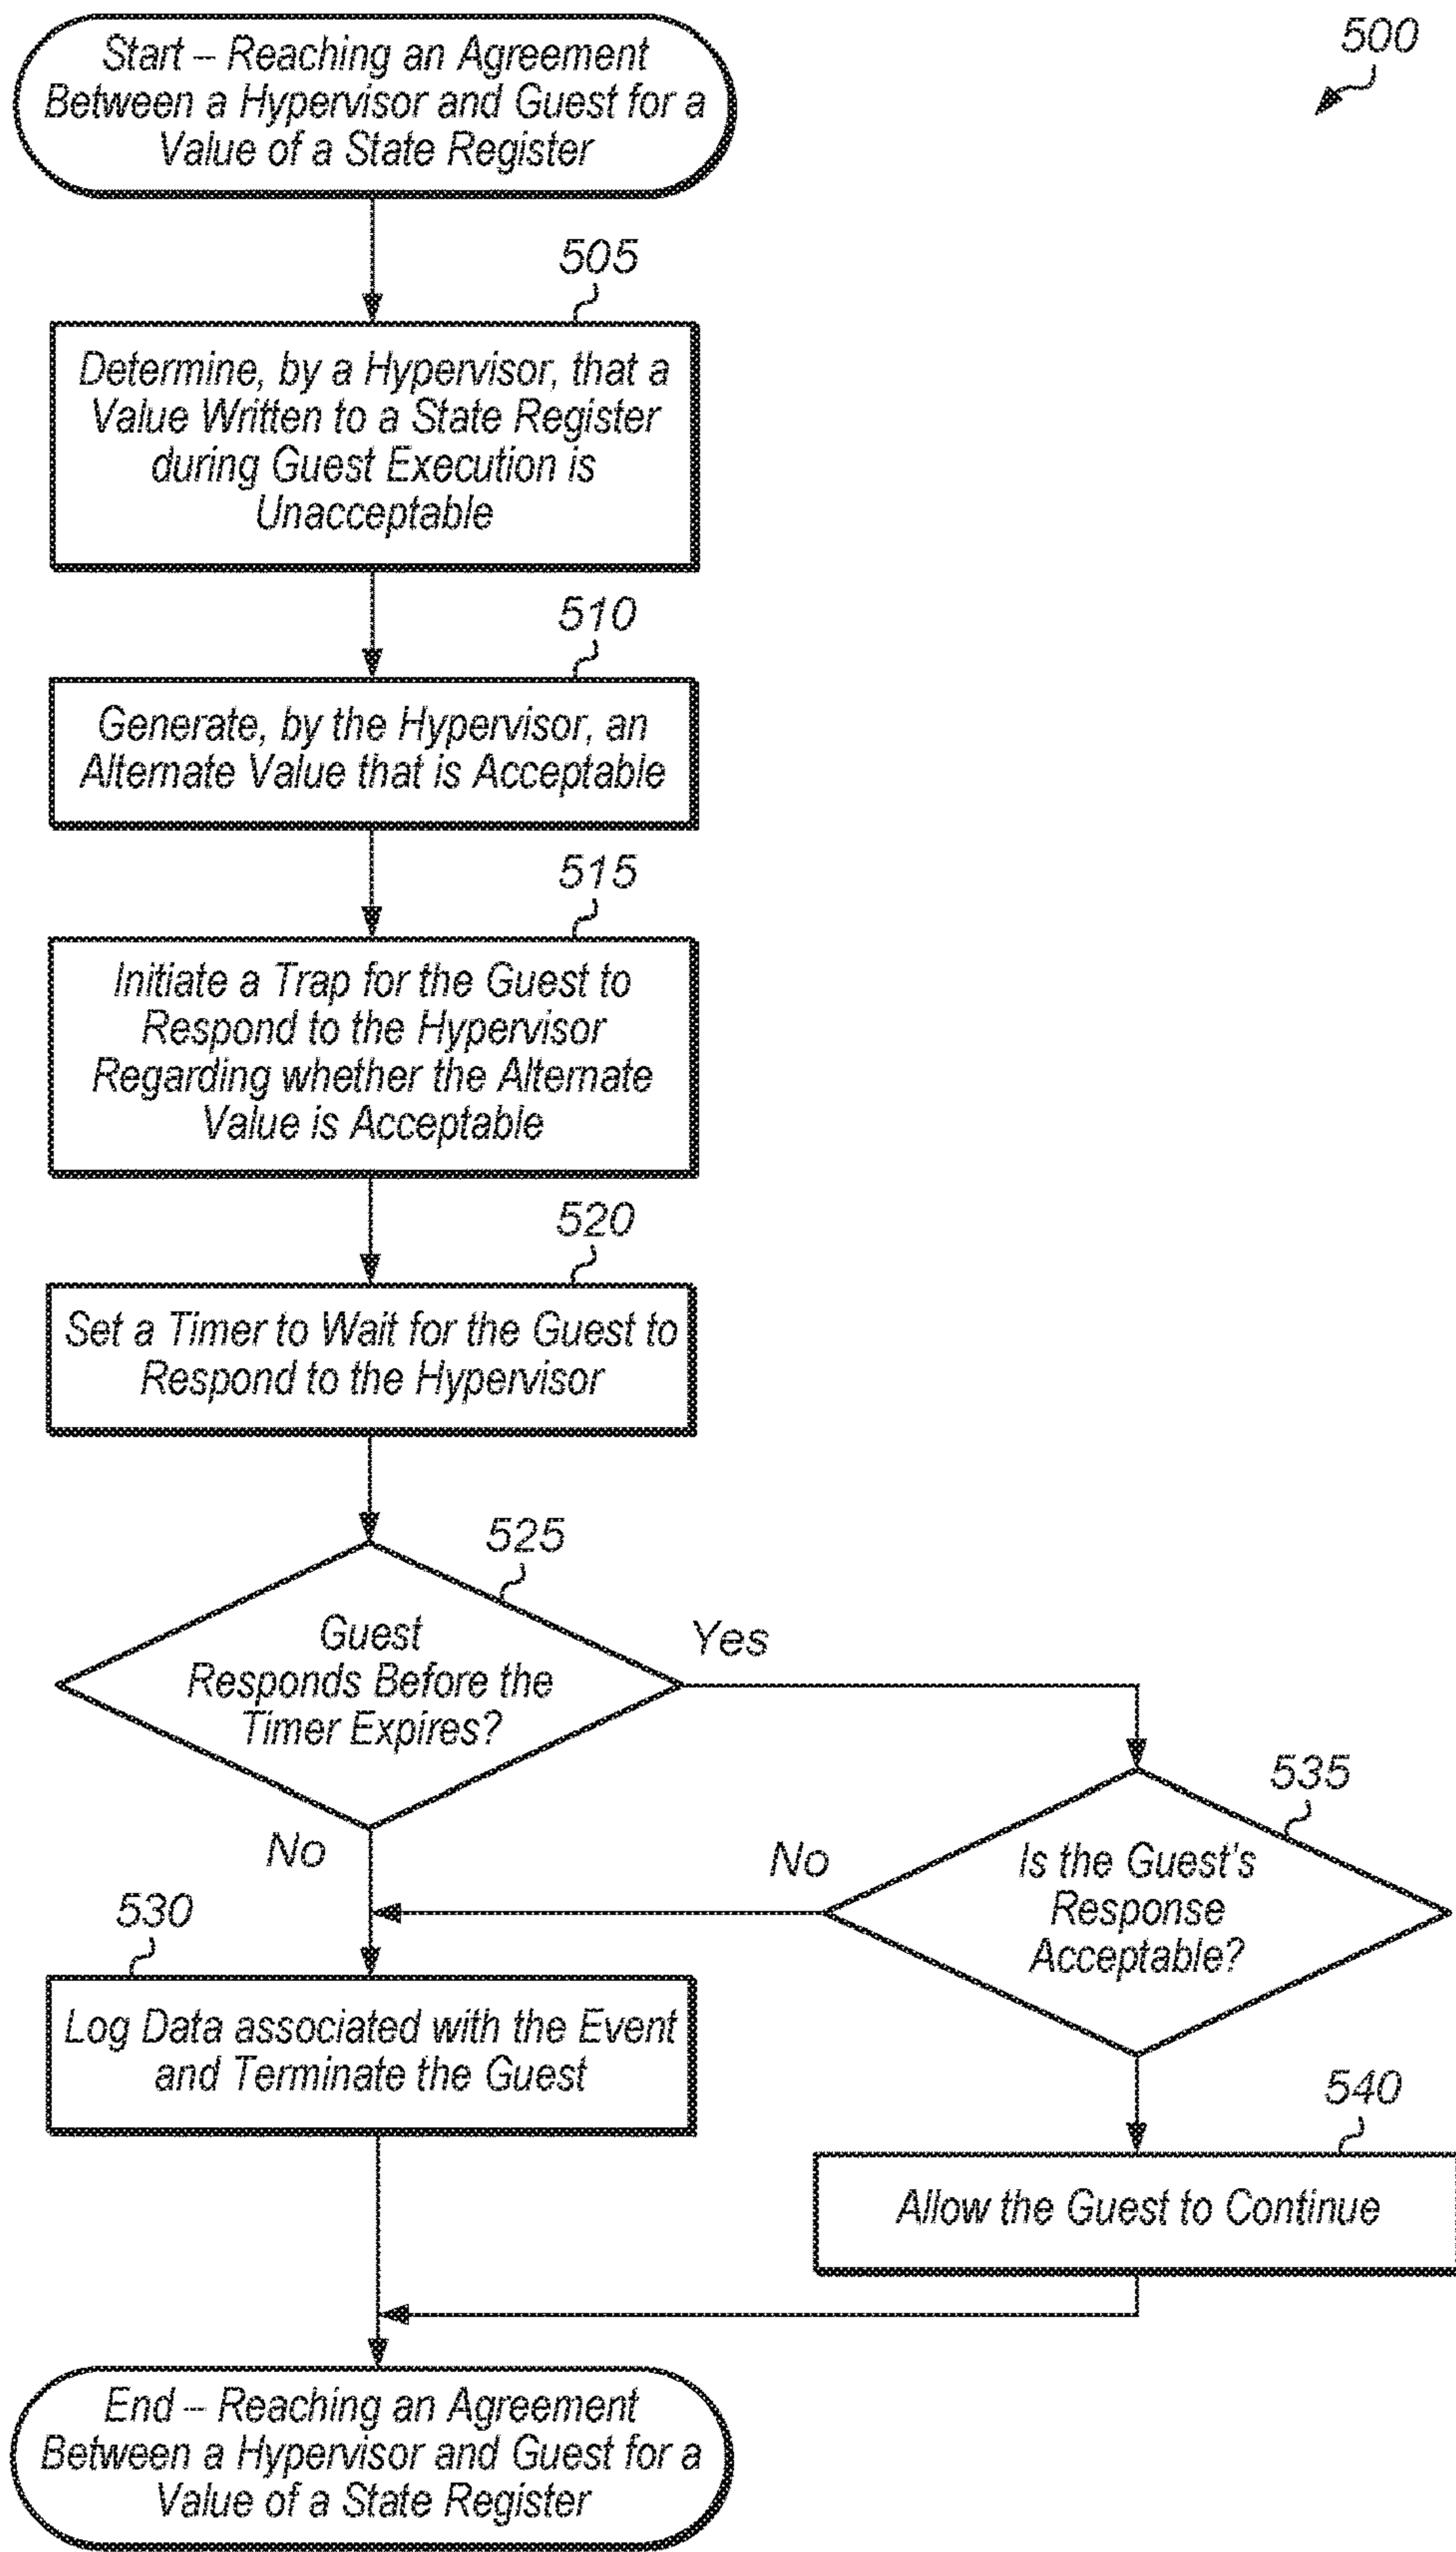 500
Start – Reaching an Agreement
Between a Hypervisor and Guest for a
Value of a State Register
505
Determine, by a Hypervisor, that a
Value Written to a State Register
during Guest Execution is
Unacceptable
510
Generate, by the Hypervisor, an
Alternate Value that is Acceptable
515
Initiate a Trap for the Guest to
Respond to the Hypervisor
Regarding whether the Alternate
Value is Acceptable
520
Set a Timer to Wait for the Guest to
Respond to the Hypervisor
525
Guest
Responds Before the
Timer Expires?
Yes
No
535
Is the Guest's
Response
Acceptable?
No
530
Log Data associated with the Event
and Terminate the Guest
540
Allow the Guest to Continue
End – Reaching an Agreement
Between a Hypervisor and Guest for a
Value of a State Register